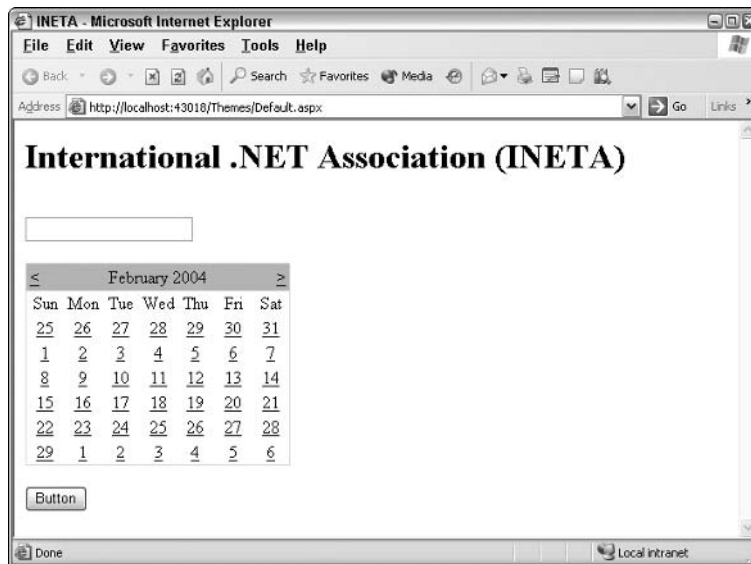 INETA - Microsoft Internet Explorer
File Edit View Favorites Tools Help
Back Search Favorites Media
Address http://localhost:43018/Themes/Default.aspx Go Links
International .NET Association (INETA)
< February 2004 >
Sun Mon Tue Wed Thu Fri Sat
25 26 27 28 29 30 31
1 2 3 4 5 6 7
8 9 10 11 12 13 14
15 16 17 18 19 20 21
22 23 24 25 26 27 28
29 1 2 3 4 5 6
Button
Done Local intranet